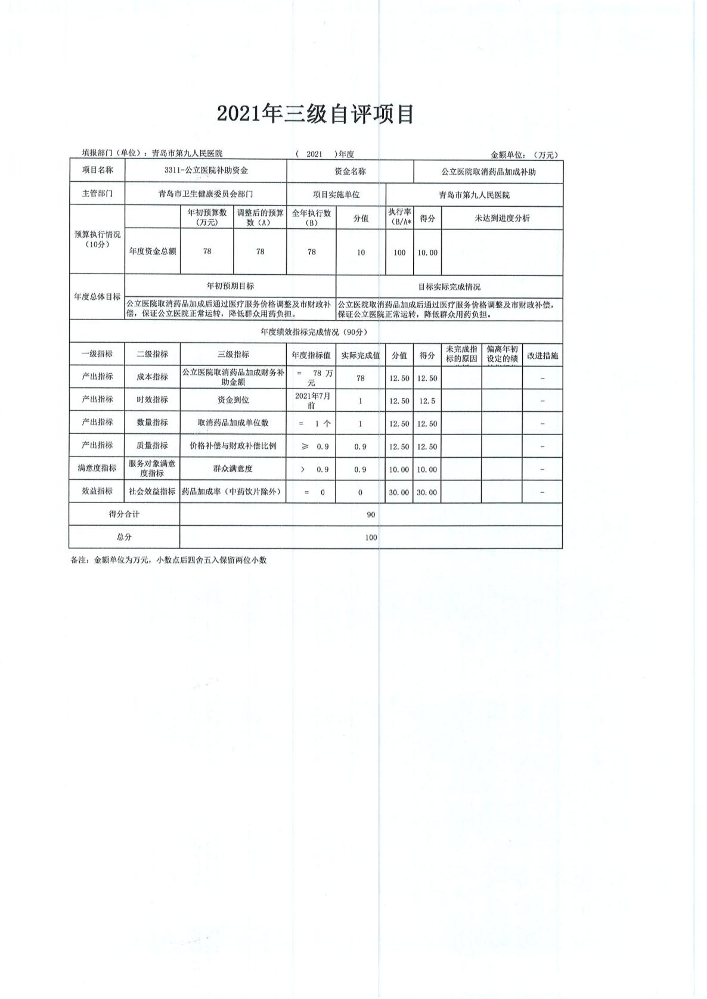 2021年三级自评项目
填报部门（单位）：青岛市第九人民医院 （ 2021 ）年度 金额单位：（万元）
项目名称 3311-公立医院补助资金 资金名称 公立医院取消药品加成补助
主管部门 青岛市卫生健康委员会部门 项目实施单位 青岛市第九人民医院
预算执行情况
（10分）
年初预算数
（万元）
调整后的预算
数（A）
全年执行数
（B）
分值
执行率
（B/A*
得分
未达到进度分析
年度资金总额 78 78 78 10 100 10.00
年度总体目标
年初预期目标 目标实际完成情况
公立医院取消药品加成后通过医疗服务价格调整及市财政补
偿，保证公立医院正常运转，降低群众用药负担。
公立医院取消药品加成后通过医疗服务价格调整及市财政补偿，
保证公立医院正常运转，降低群众用药负担。
年度绩效指标完成情况（90分）
一级指标 二级指标 三级指标 年度指标值 实际完成值 分值 得分
未完成指
标的原因
偏离年初
设定的绩
改进措施
产出指标 成本指标
公立医院取消药品加成财务补
助金额
= 78 万
元
78 12.50 12.50 -
产出指标 时效指标 资金到位
2021年7月
前
1 12.50 12.5 -
产出指标 数量指标 取消药品加成单位数 = 1 个 1 12.50 12.50 -
产出指标 质量指标 价格补偿与财政补偿比例 ≥ 0.9 0.9 12.50 12.50 -
满意度指标
服务对象满意
度指标
群众满意度 > 0.9 0.9 10.00 10.00 -
效益指标 社会效益指标 药品加成率（中药饮片除外） = 0 0 30.00 30.00 -
得分合计 90
总分 100
备注：金额单位为万元，小数点后四舍五入保留两位小数